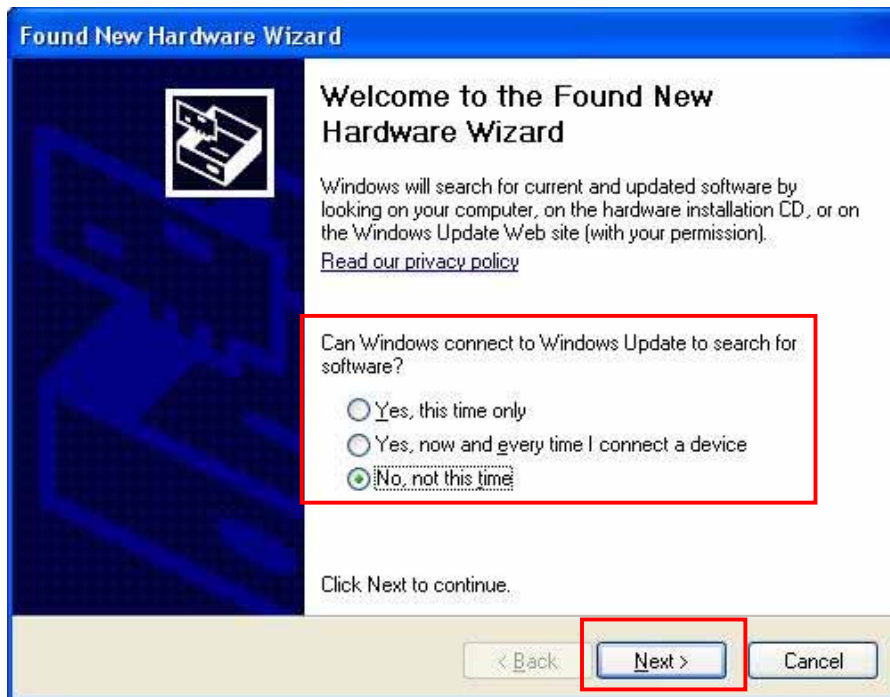 Found New Hardware Wizard
Welcome to the Found New
Hardware Wizard
Windows will search for current and updated software by
looking on your computer, on the hardware installation CD, or on
the Windows Update Web site (with your permission).
Read our privacy policy
Can Windows connect to Windows Update to search for
software?
Yes, this time only
Yes, now and every time I connect a device
No, not this time
Click Next to continue.
< Back
Next >
Cancel